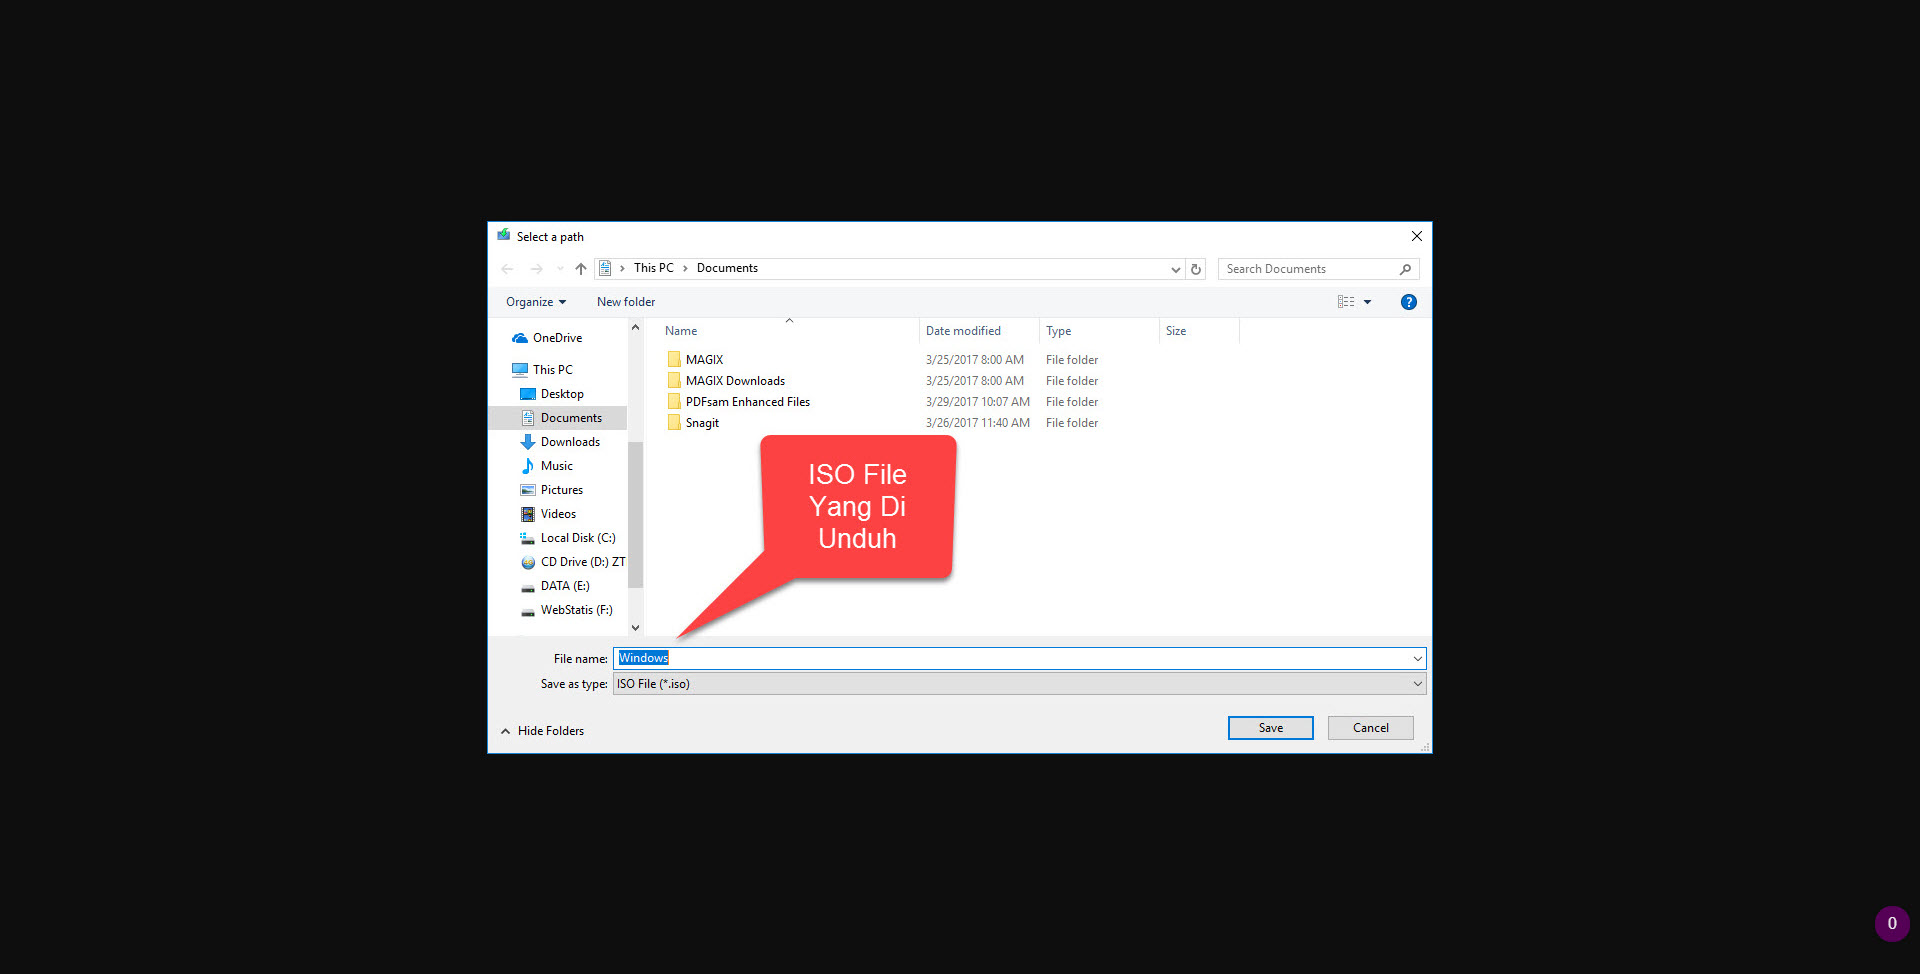 Select a path
This PC > Documents
Search Documents
Organize
New folder
?
Name
Date modified
Type
Size
OneDrive
This PC
Desktop
Documents
Downloads
Music
Pictures
Videos
Local Disk (C:)
CD Drive (D:) ZT
DATA (E:)
WebStatis (F:)
MAGIX 3/25/2017 8:00 AM File folder
MAGIX Downloads 3/25/2017 8:00 AM File folder
PDFsam Enhanced Files 3/29/2017 10:07 AM File folder
Snagit 3/26/2017 11:40 AM File folder
ISO File
Yang Di
Unduh
File name: Windows
Save as type: ISO File (*.iso)
Hide Folders
Save
Cancel
0